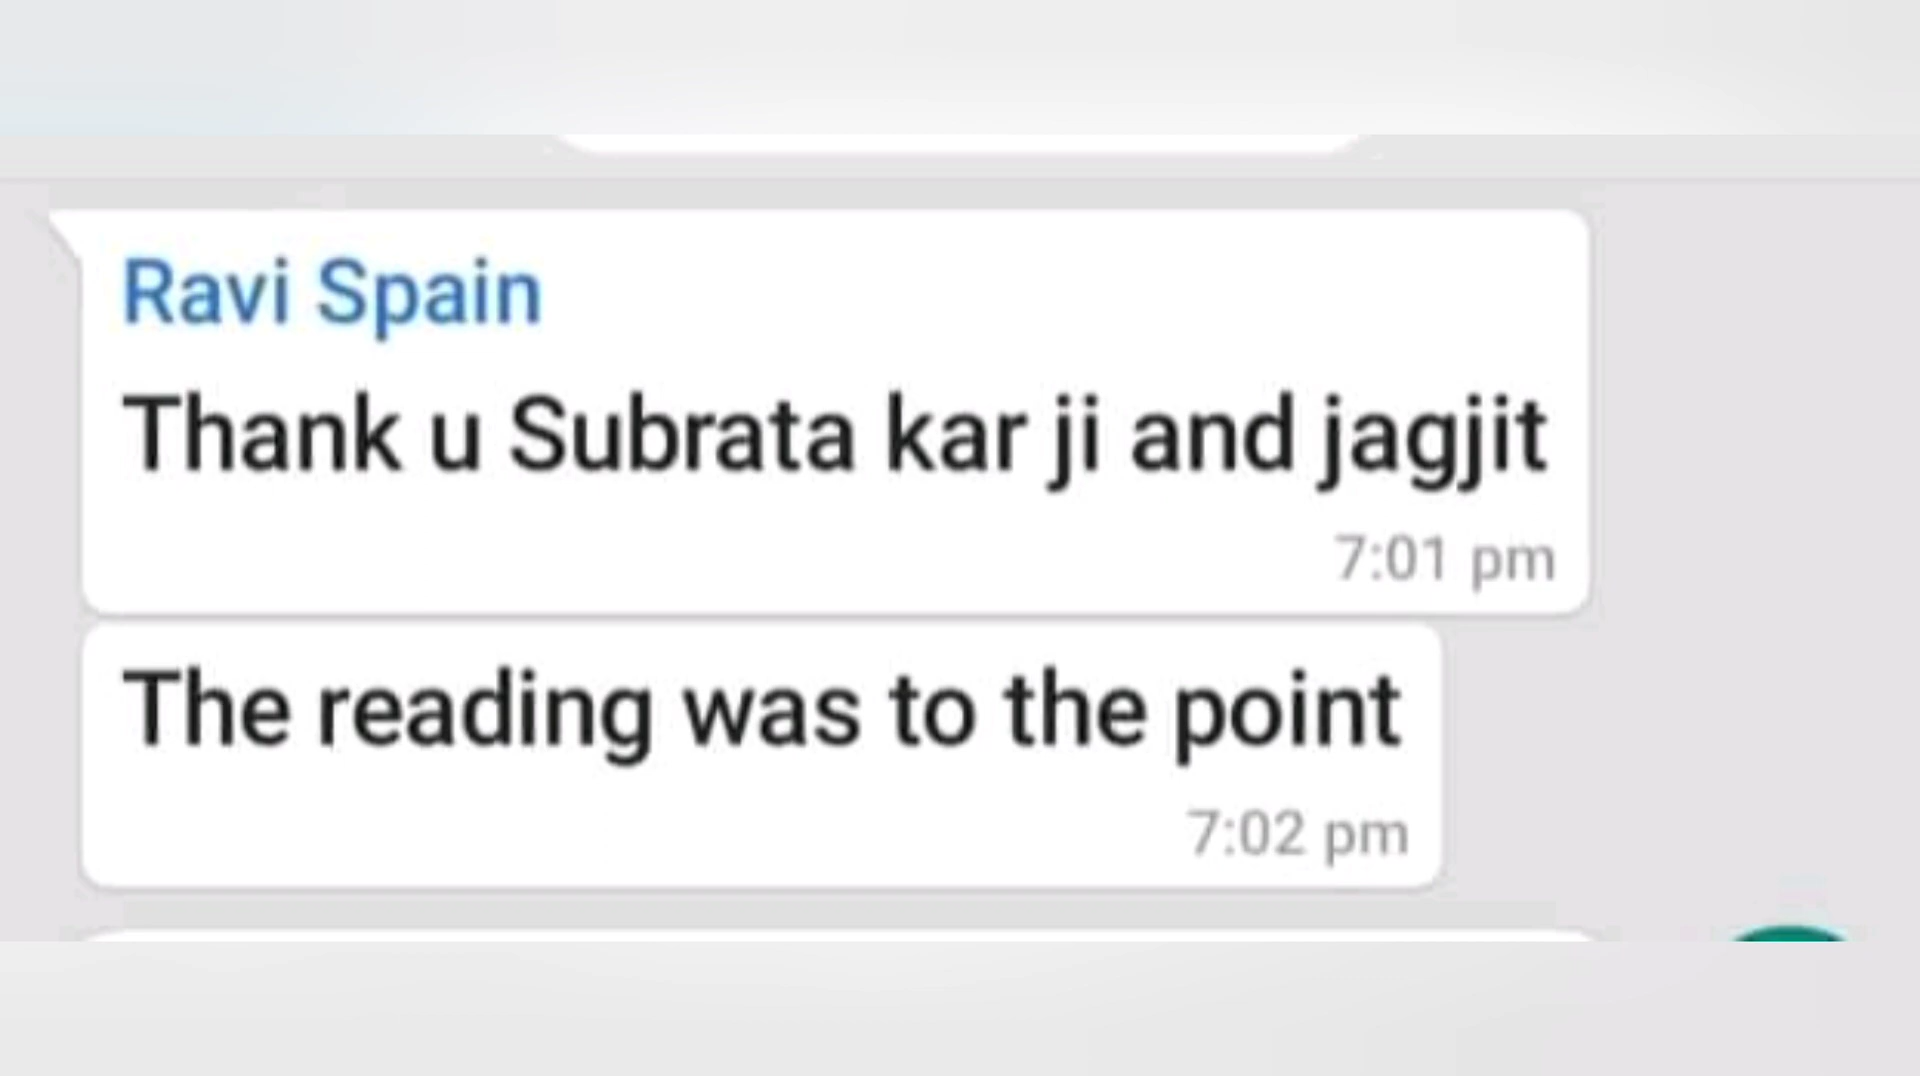 Ravi Spain
Thank u Subrata kar ji and jagjit
7:01 pm
The reading was to the point
7:02 pm